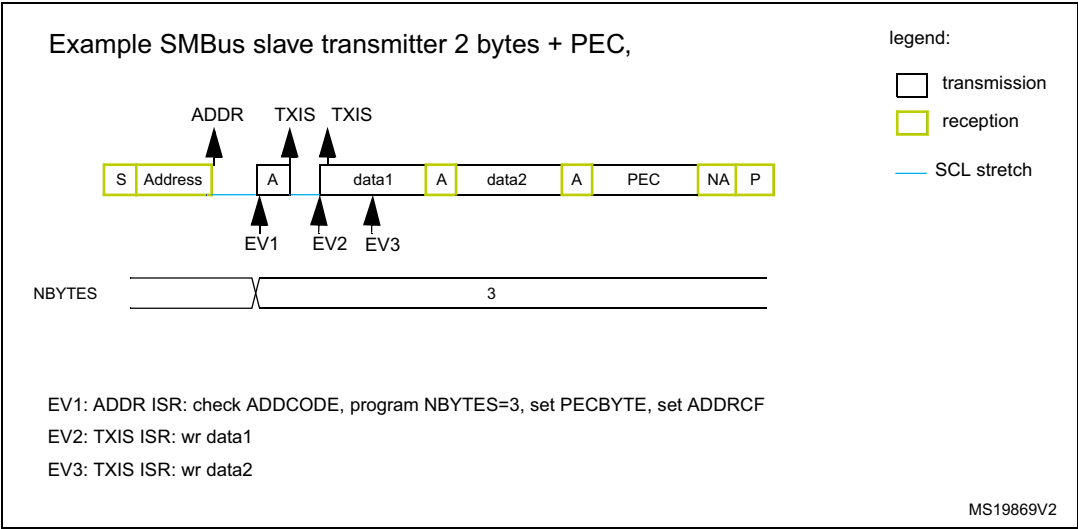 Example SMBus slave transmitter 2 bytes + PEC,
legend:
transmission
reception
SCL stretch
ADDR TXIS TXIS
S Address A data1 A data2 A PEC NA P
EV1 EV2 EV3
NBYTES 3
EV1: ADDR ISR: check ADDCODE, program NBYTES=3, set PECBYTE, set ADDRCF
EV2: TXIS ISR: wr data1
EV3: TXIS ISR: wr data2
MS19869V2